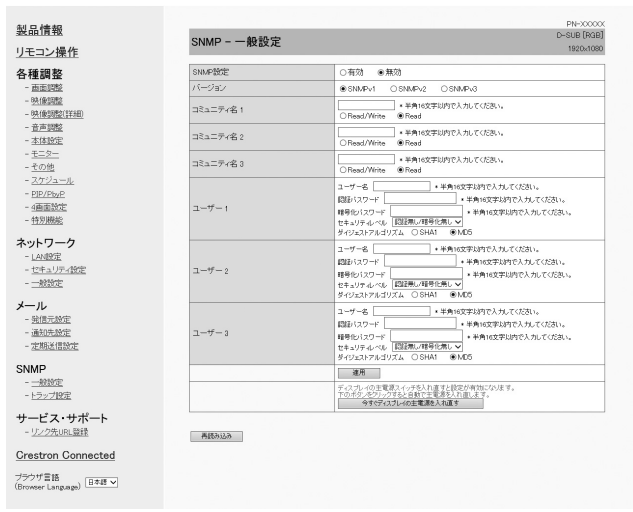 製品情報
リモコン操作
各種調整
- 画面調整
- 映像調整
- 映像調整(詳細)
- 音声調整
- 本体設定
- モニター
- その他
- スケジュール
- PIP/PbyP
- 4画面設定
- 特別機能
ネットワーク
- LAN設定
- セキュリティ設定
- 一般設定
メール
- 発信元設定
- 通知先設定
- 定期送信設定
SNMP
- 一般設定
- トラップ設定
サービス・サポート
- リンク先URL登録
Crestron Connected
ブラウザ言語
(Browser Language) 日本語
PN-XXXXX
SNMP - 一般設定
D-SUB [RGB]
1920x1080
SNMP設定 有効 無効
バージョン SNMPv1 SNMPv2 SNMPv3
コミュニティ名 1 * 半角16文字以内で入力してください。
Read/Write Read
コミュニティ名 2 * 半角16文字以内で入力してください。
Read/Write Read
コミュニティ名 3 * 半角16文字以内で入力してください。
Read/Write Read
ユーザー 1
ユーザー名 * 半角16文字以内で入力してください。
認証パスワード * 半角16文字以内で入力してください。
暗号化パスワード * 半角16文字以内で入力してください。
セキュリティレベル 認証無し/暗号化無し
ダイジェストアルゴリズム SHA1 MD5
ユーザー 2
ユーザー名 * 半角16文字以内で入力してください。
認証パスワード * 半角16文字以内で入力してください。
暗号化パスワード * 半角16文字以内で入力してください。
セキュリティレベル 認証無し/暗号化無し
ダイジェストアルゴリズム SHA1 MD5
ユーザー 3
ユーザー名 * 半角16文字以内で入力してください。
認証パスワード * 半角16文字以内で入力してください。
暗号化パスワード * 半角16文字以内で入力してください。
セキュリティレベル 認証無し/暗号化無し
ダイジェストアルゴリズム SHA1 MD5
適用
ディスプレイの主電源スイッチを入れ直すと設定が有効になります。
下のボタンをクリックすると自動で主電源を入れ直します。
今すぐディスプレイの主電源を入れ直す
再読み込み